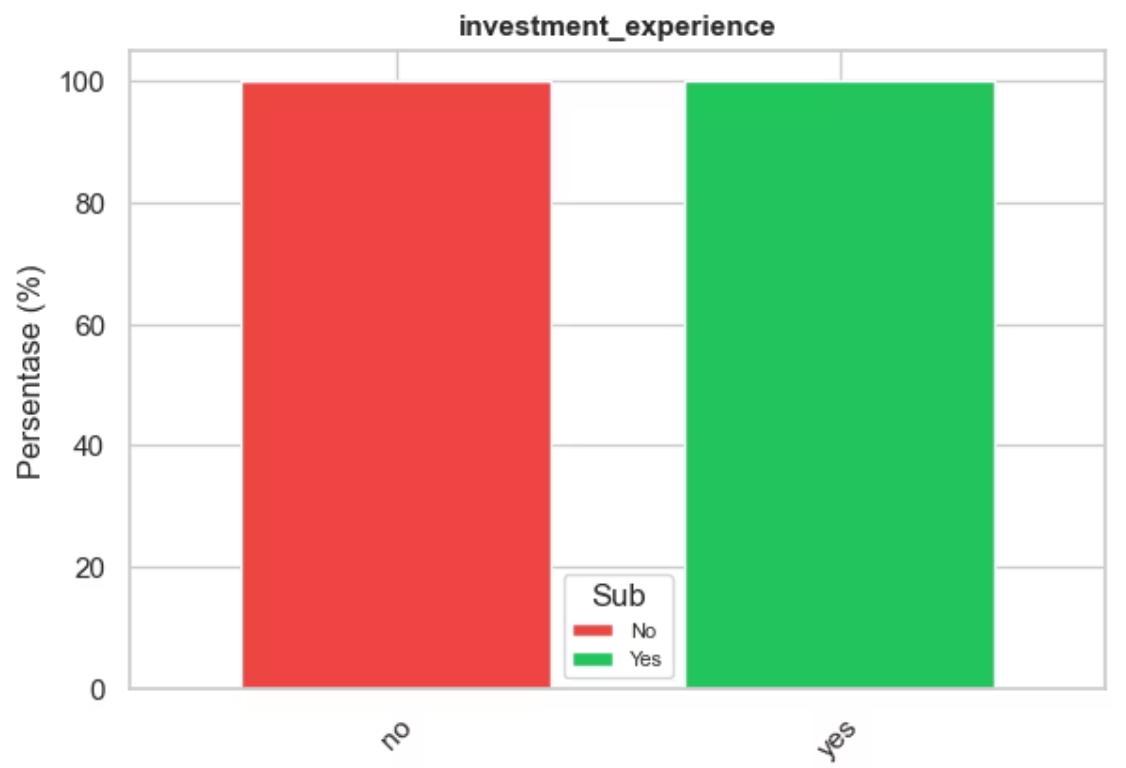 investment_experience
Persentase (%)
100
80
60
40
20
0
Sub
No
Yes
no
yes